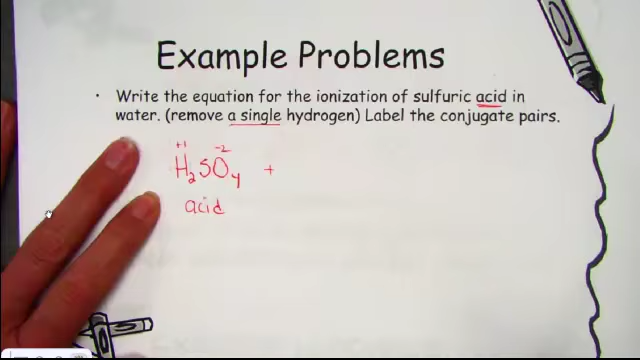 Example Problems
• Write the equation for the ionization of sulfuric acid in
water. (remove a single hydrogen) Label the conjugate pairs.
+1 -2
H2SO4 +
acid